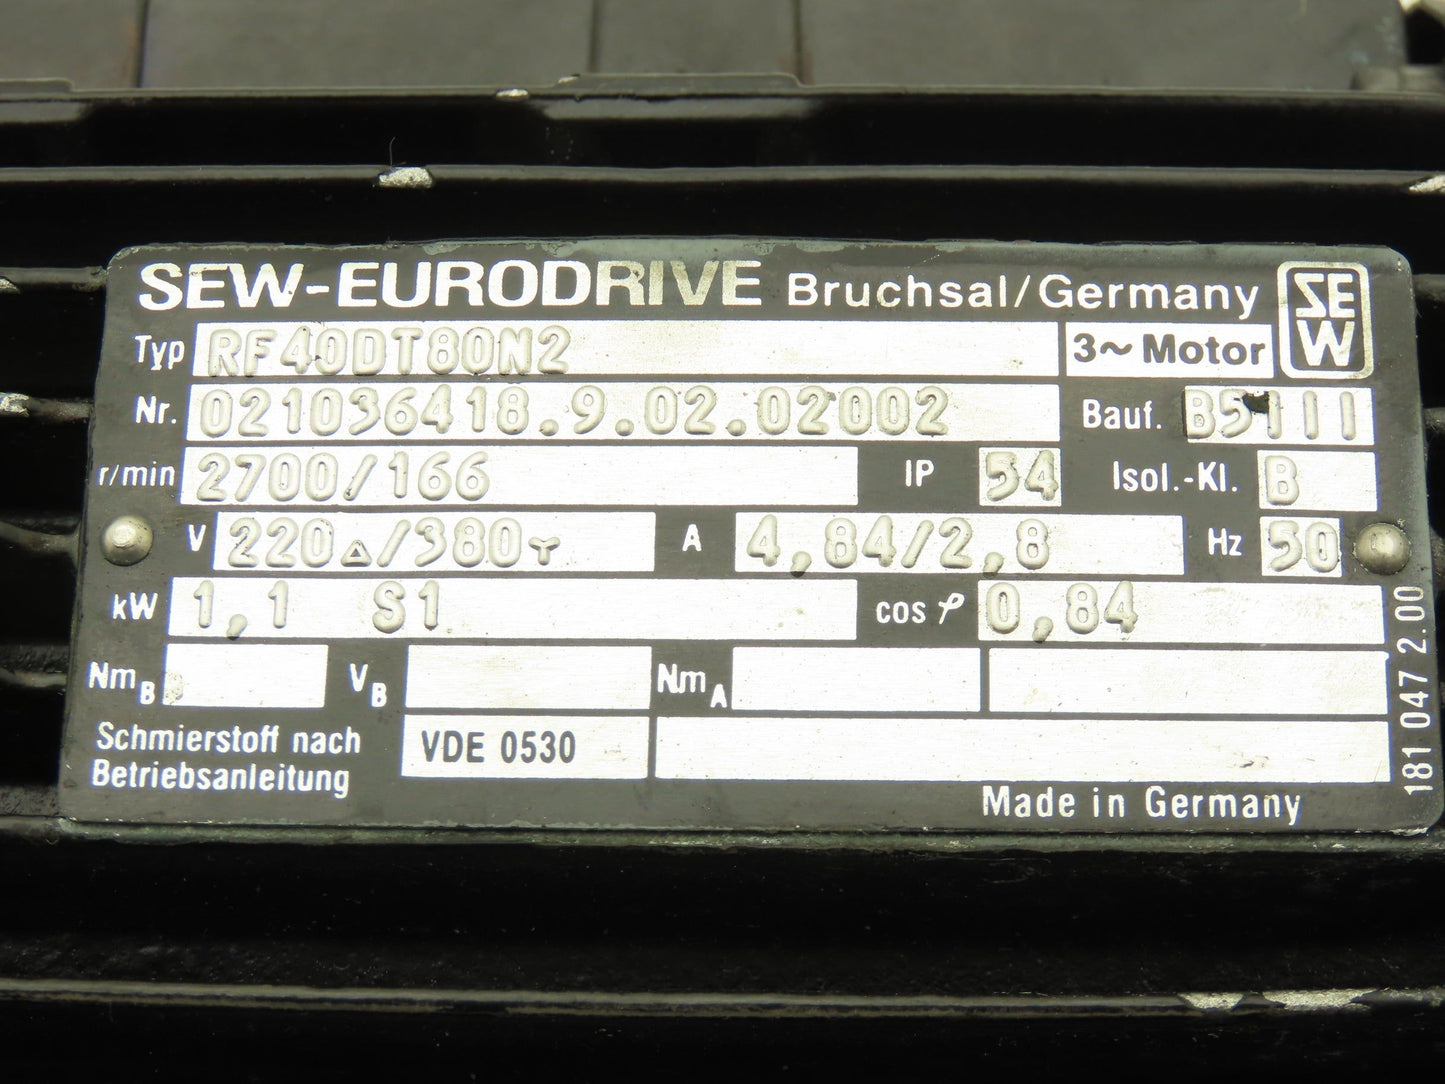 SEW-EURODRIVE Bruchsal/Germany SEW
Typ RF40DT80N2 3~ Motor
Nr. 021036418.9.02.02002 Bauf. B5III
r/min 2700/166 IP 54 Isol.-Kl. B
V 220△/380Y A 4,84/2,8 Hz 50
kW 1,1 S1 cos φ 0,84
NmB VB NmA
Schmierstoff nach
Betriebsanleitung
VDE 0530
Made in Germany
181 047 2.00